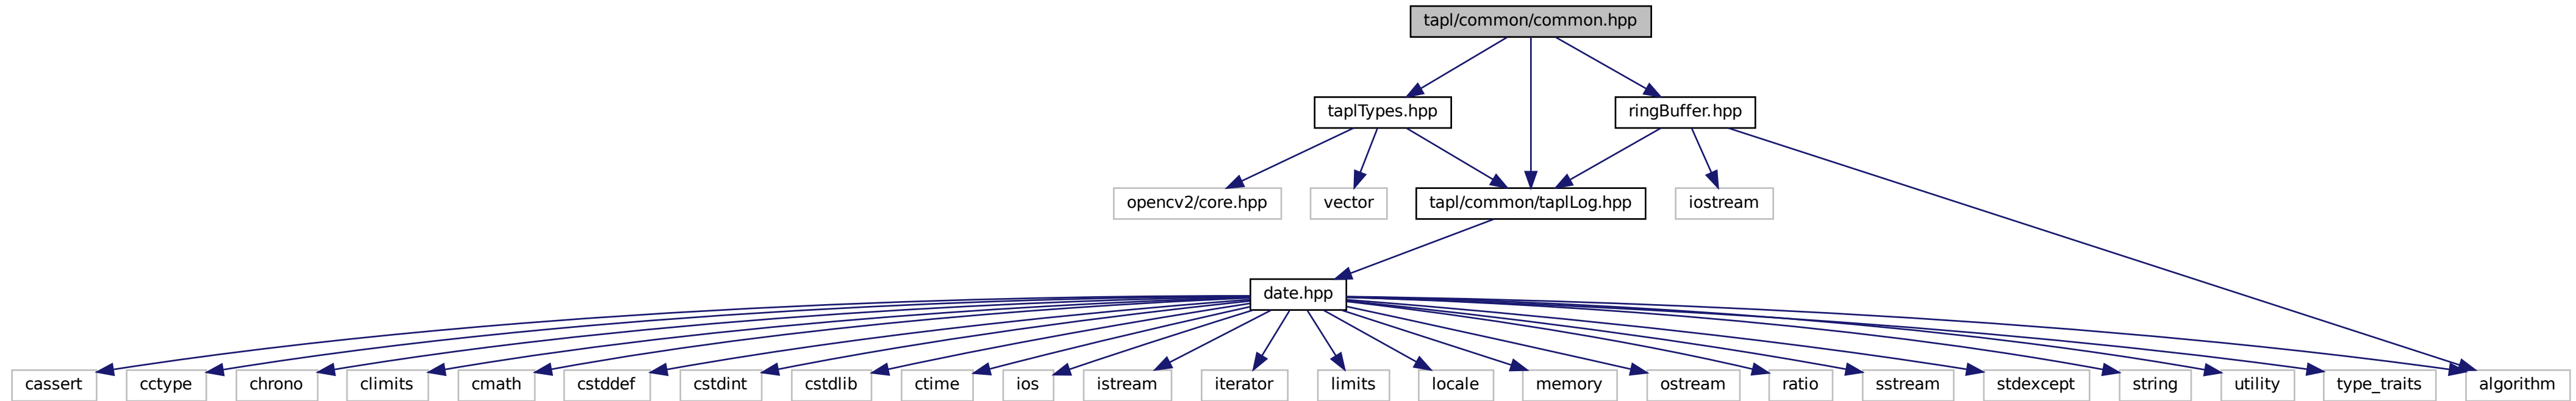 tapl/common/common.hpp
taplTypes.hpp
ringBuffer.hpp
opencv2/core.hpp
vector
tapl/common/taplLog.hpp
iostream
date.hpp
cassert
cctype
chrono
climits
cmath
cstddef
cstdint
cstdlib
ctime
ios
istream
iterator
limits
locale
memory
ostream
ratio
sstream
stdexcept
string
utility
type_traits
algorithm